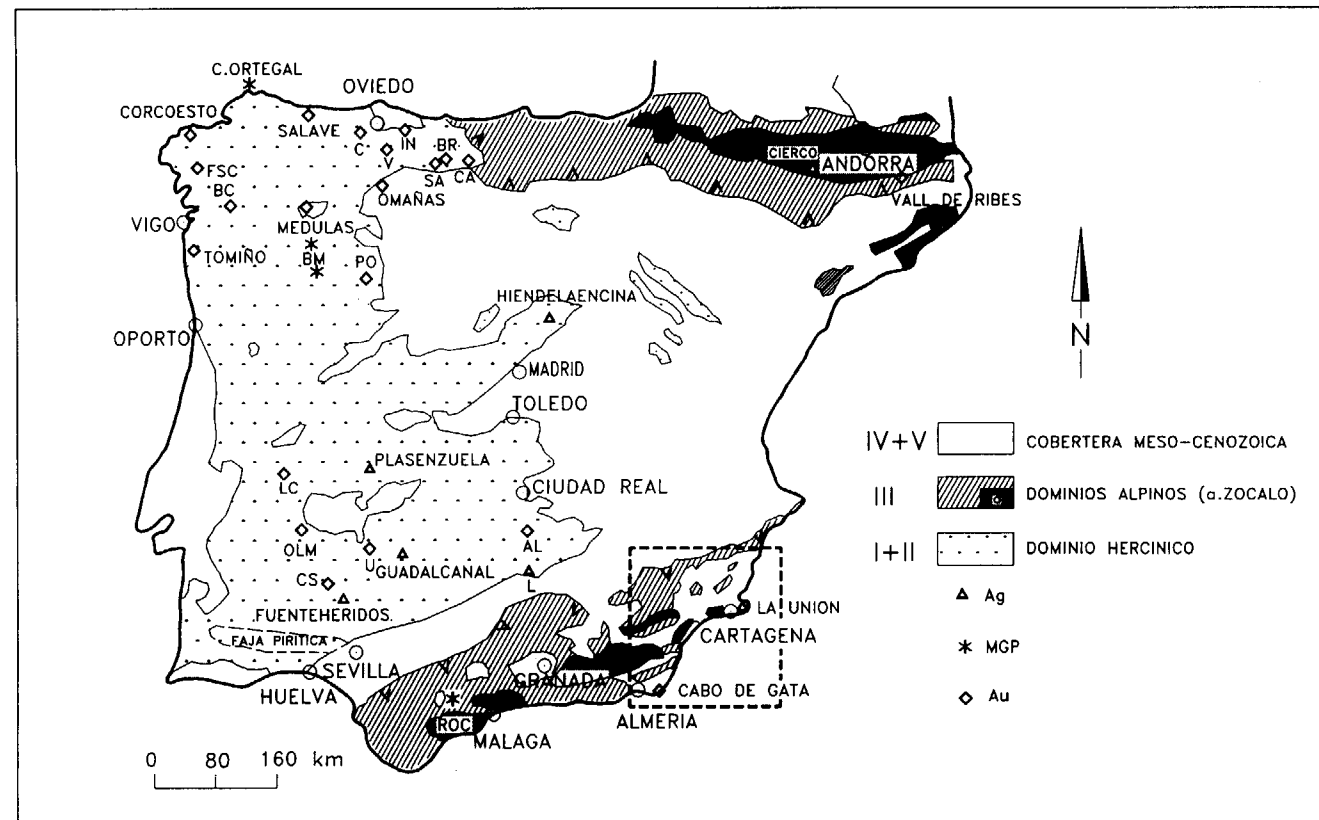 C.ORTEGAL
OVIEDO
CORCOESTO
SALAVE
C
IN
BR
V
SA
CA
FSC
BC
OMAÑAS
CIERCO
ANDORRA
VALL DE RIBES
VIGO
MEDULAS
TOMIÑO
BM
PO
HIENDELAENCINA
OPORTO
N
MADRID
TOLEDO
IV+V
COBERTERA MESO-CENOZOICA
PLASENZUELA
LC
CIUDAD REAL
III
DOMINIOS ALPINOS (a.ZOCALO)
OLM
AL
I+II
DOMINIO HERCINICO
U
GUADALCAÑAL
CS
L
Ag
FUENTEHERIDOS
LA UNION
CARTAGENA
FAJA PIRITICA
MGP
SEVILLA
HUELVA
GRANADA
CABO DE GATA
Au
ALMERIA
ROC
MALAGA
0 80 160 km